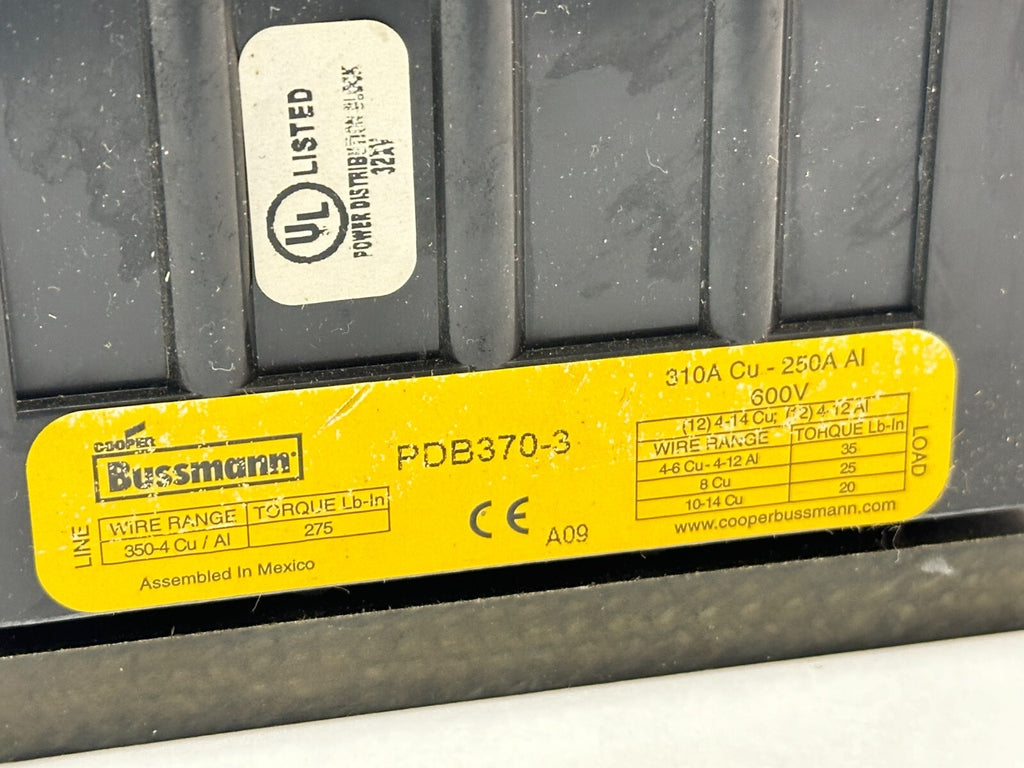 UL LISTED
POWER DISTRIBUTION BLOCK
32AV
310A Cu - 250A Al
600V
COOPER
Bussmann
PDB370-3
(12) 4-14 Cu; (12) 4-12 Al
WIRE RANGE TORQUE Lb-In
4-6 Cu - 4-12 Al 35
8 Cu 25
10-14 Cu 20
LOAD
www.cooperbussmann.com
LINE
WIRE RANGE TORQUE Lb-In
350-4 Cu / Al 275
CE A09
Assembled In Mexico